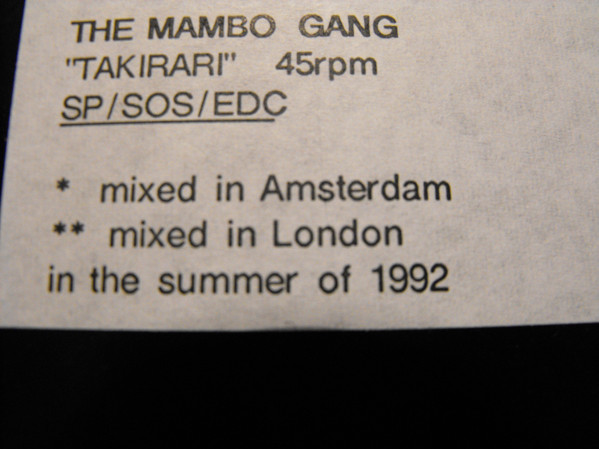 THE MAMBO GANG
"TAKIRARI" 45rpm
SP/SOS/EDC
* mixed in Amsterdam
** mixed in London
in the summer of 1992